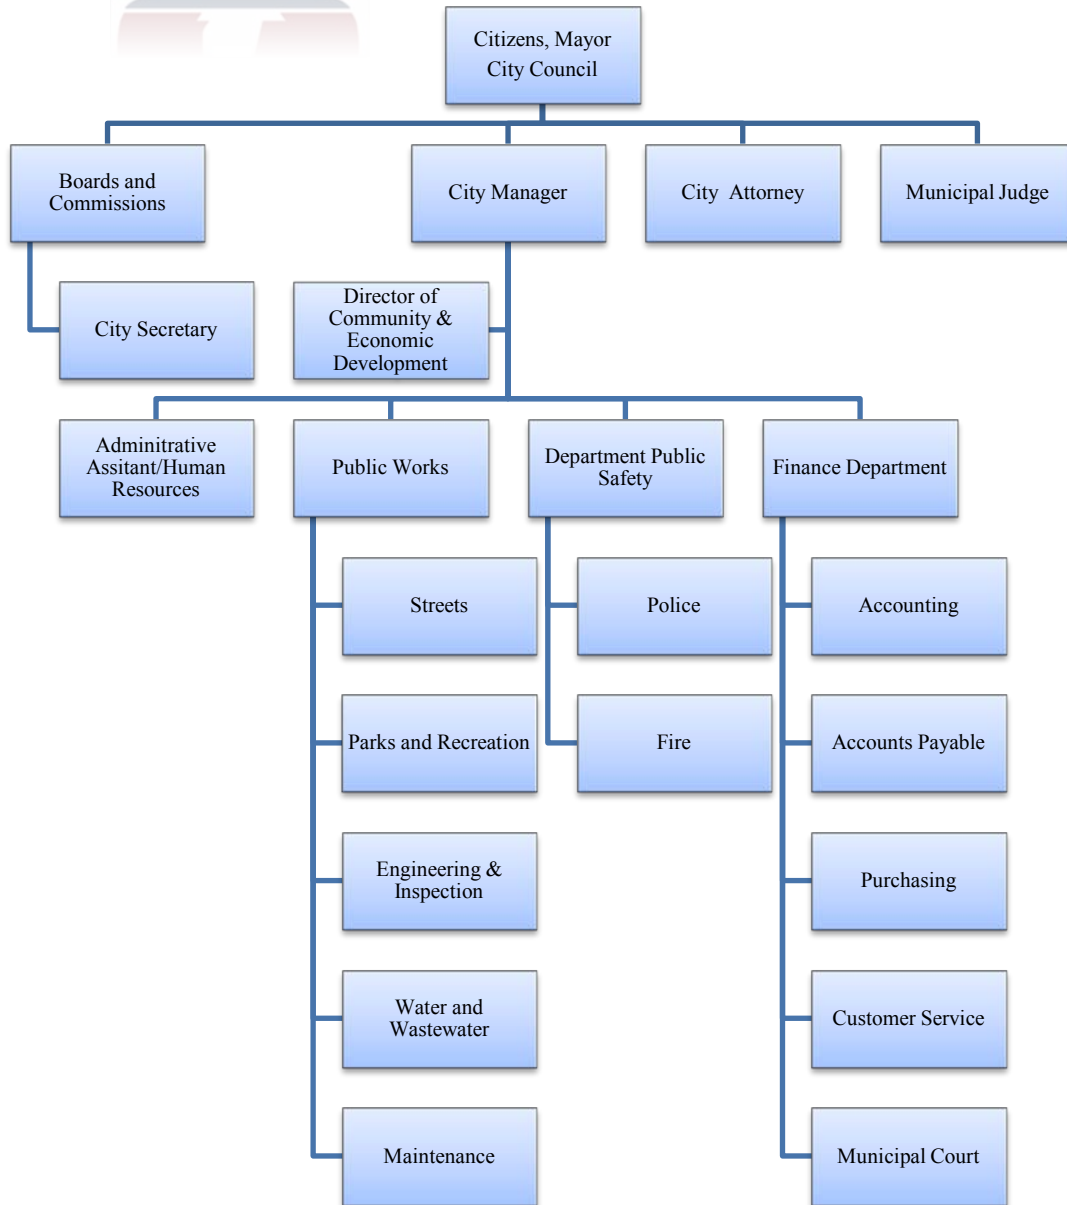 Citizens, Mayor
City Council
Boards and
Commissions
City Manager
City Attorney
Municipal Judge
City Secretary
Director of
Community &
Economic
Development
Adminitrative
Assitant/Human
Resources
Public Works
Department Public
Safety
Finance Department
Streets
Police
Accounting
Parks and Recreation
Fire
Accounts Payable
Engineering &
Inspection
Purchasing
Water and
Wastewater
Customer Service
Maintenance
Municipal Court